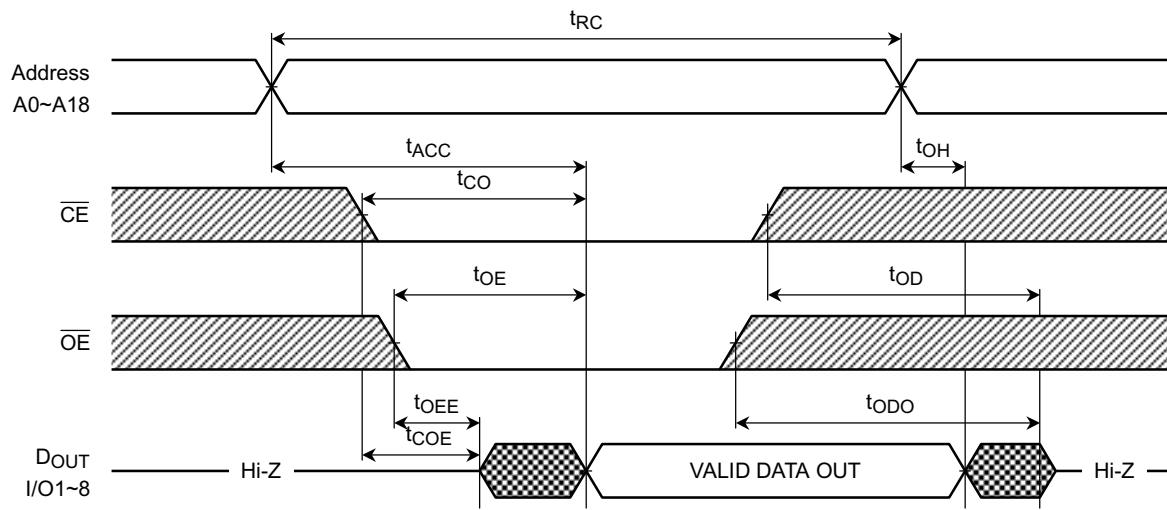 tRC
Address
A0~A18
tACC
tOH
tCO
CE
tOE
tOD
OE
tOEE
tODO
tCOE
DOUT
I/O1~8
Hi-Z
VALID DATA OUT
Hi-Z